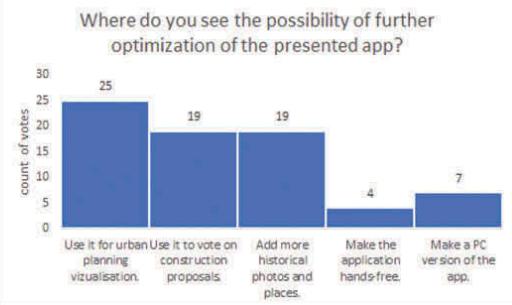 Where do you see the possibility of further
optimization of the presented app?
count of votes
30
25
20
15
10
5
0
25
19
19
4
7
Use it for urban planning vizualisation.
Use it to vote on construction proposals.
Add more historical photos and places.
Make the application hands-free.
Make a PC version of the app.